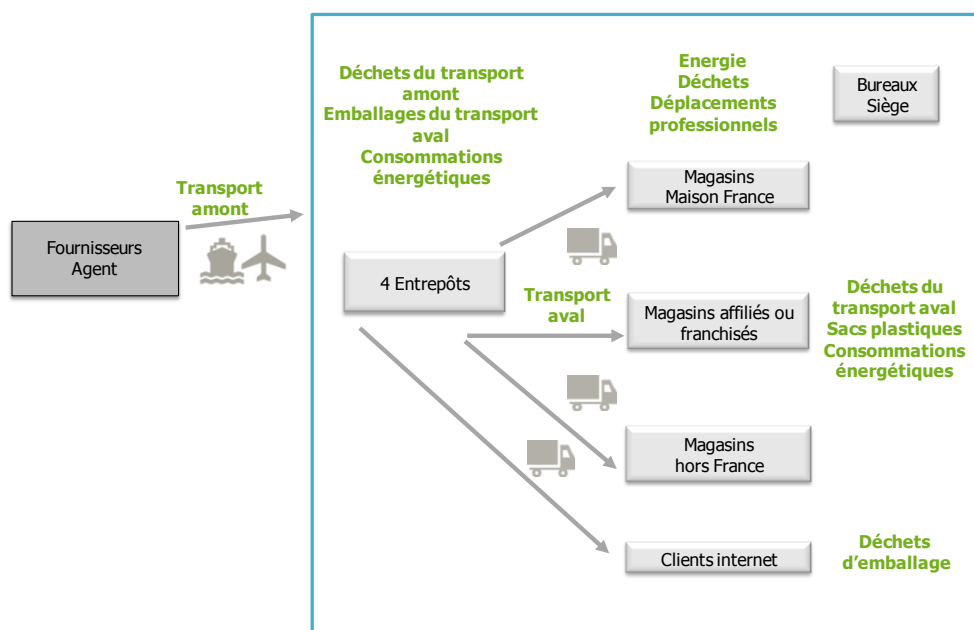 Déchets du transport
amont
Emballages du transport
aval
Consommations
énergétiques
Energie
Déchets
Déplacements
professionnels
Bureaux
Siège
Transport
amont
Fournisseurs
Agent
Magasins
Maison France
4 Entrepôts
Transport
aval
Magasins affiliés ou
franchisés
Déchets du
transport aval
Sacs plastiques
Consommations
énergétiques
Magasins
hors France
Clients internet
Déchets
d’emballage